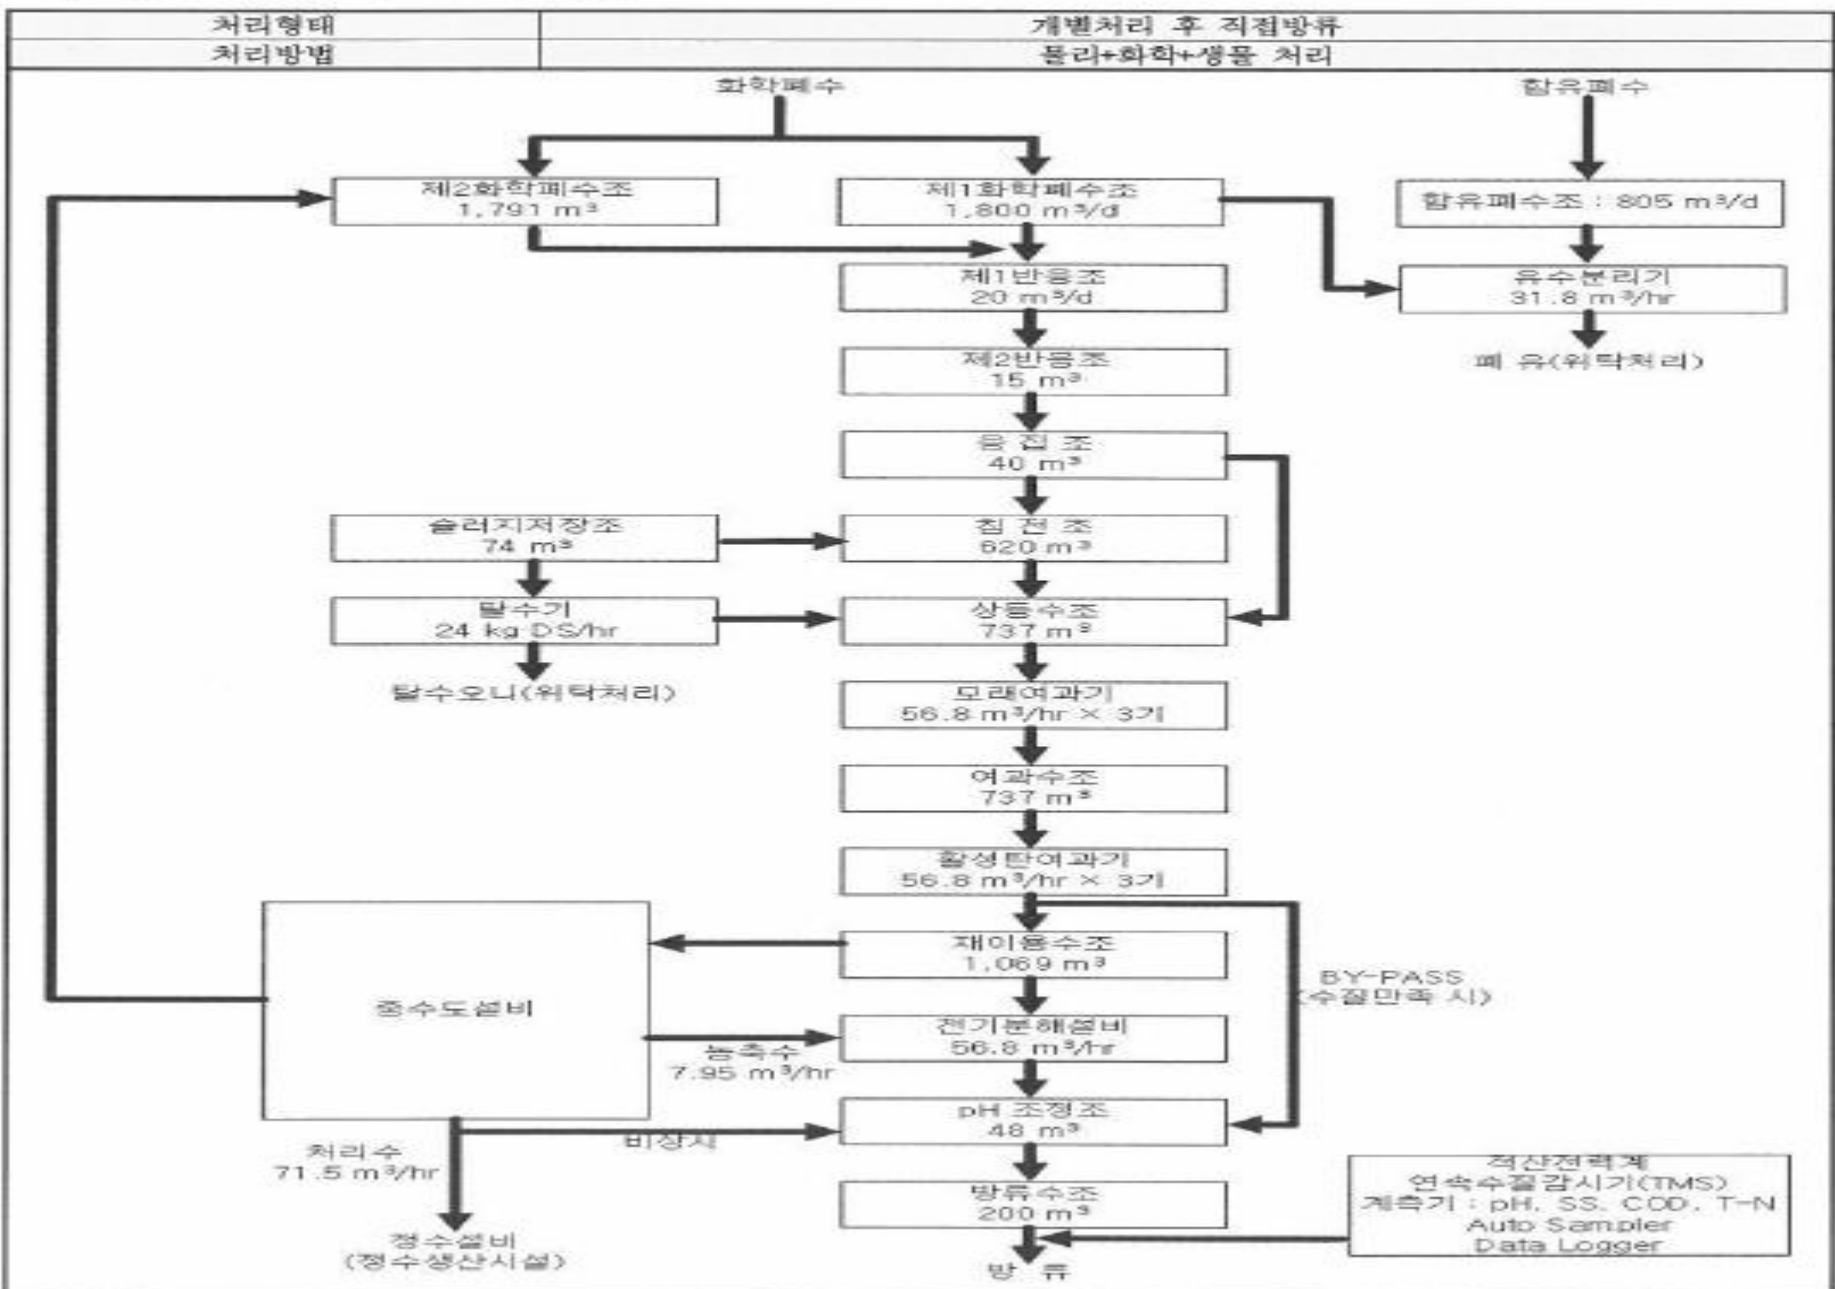 처리형태 개별처리 후 직접방류
처리방법 물리+화학+생물 처리
화학폐수
함유폐수
제2화학폐수조
1,791 m³
제1화학폐수조
1,800 m³/d
함유폐수조 : 805 m³/d
제1반응조
20 m³/d
유수분리기
31.8 m³/hr
제2반응조
15 m³
폐 유(위탁처리)
응 집 조
40 m³
슬러지저장조
74 m³
침 전 조
620 m³
탈수기
24 kg DS/hr
상등수조
737 m³
탈수오니(위탁처리)
모래여과기
56.8 m³/hr × 3기
여과수조
737 m³
활성탄여과기
56.8 m³/hr × 3기
재이용수조
1,069 m³
BY-PASS
(수질만족 시)
중수도설비
전기분해설비
56.8 m³/hr
농축수
7.95 m³/hr
pH 조정조
48 m³
비상시
처리수
71.5 m³/hr
방류수조
200 m³
적산전력계
연속수질감시기(TMS)
계측기 : pH, SS, COD, T-N
Auto Sampler
Data Logger
정수설비
(정수생산시설)
방 류